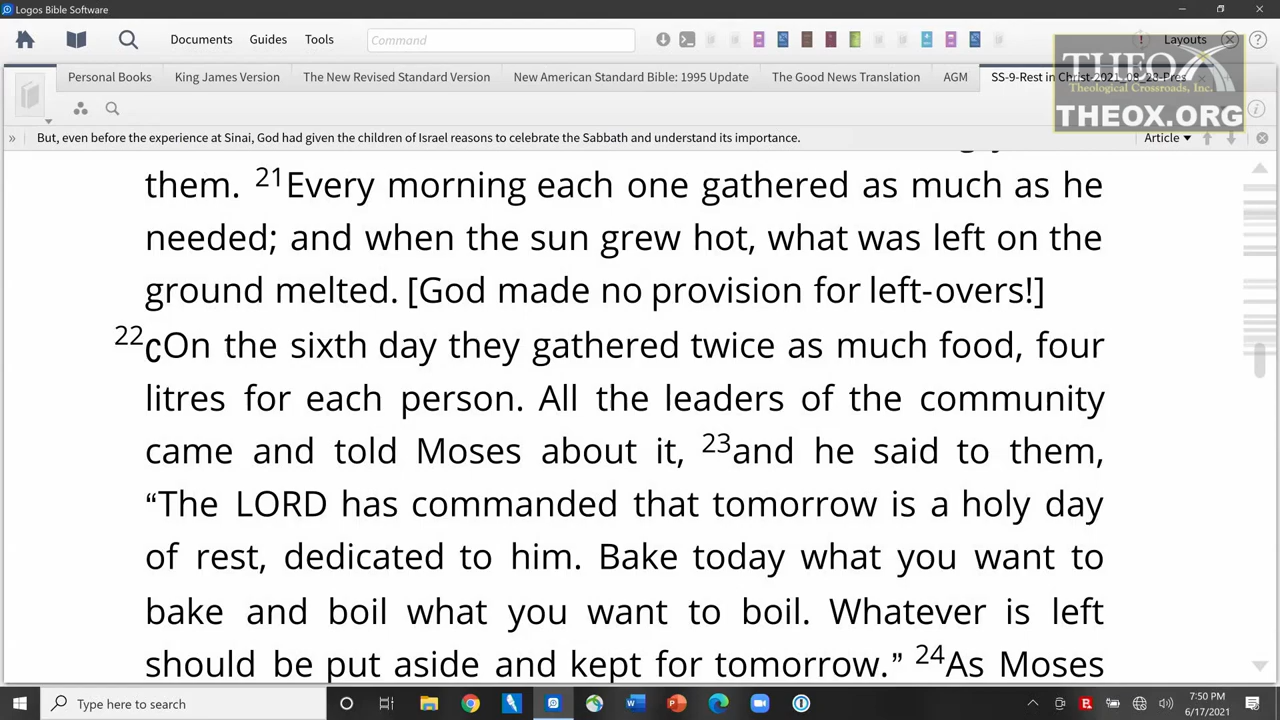 Logos Bible Software
Documents Guides Tools Command Layouts
Personal Books King James Version The New Revised Standard Version New American Standard Bible: 1995 Update The Good News Translation AGM SS-9-Rest in Christ-2021_08_28-Pres
THEOX
Theological Crossroads, Inc.
THEOX.ORG
» But, even before the experience at Sinai, God had given the children of Israel reasons to celebrate the Sabbath and understand its importance. Article
them. 21Every morning each one gathered as much as he
needed; and when the sun grew hot, what was left on the
ground melted. [God made no provision for left-overs!]
22cOn the sixth day they gathered twice as much food, four
litres for each person. All the leaders of the community
came and told Moses about it, 23and he said to them,
“The LORD has commanded that tomorrow is a holy day
of rest, dedicated to him. Bake today what you want to
bake and boil what you want to boil. Whatever is left
should be put aside and kept for tomorrow.” 24As Moses
Type here to search
7:50 PM
6/17/2021